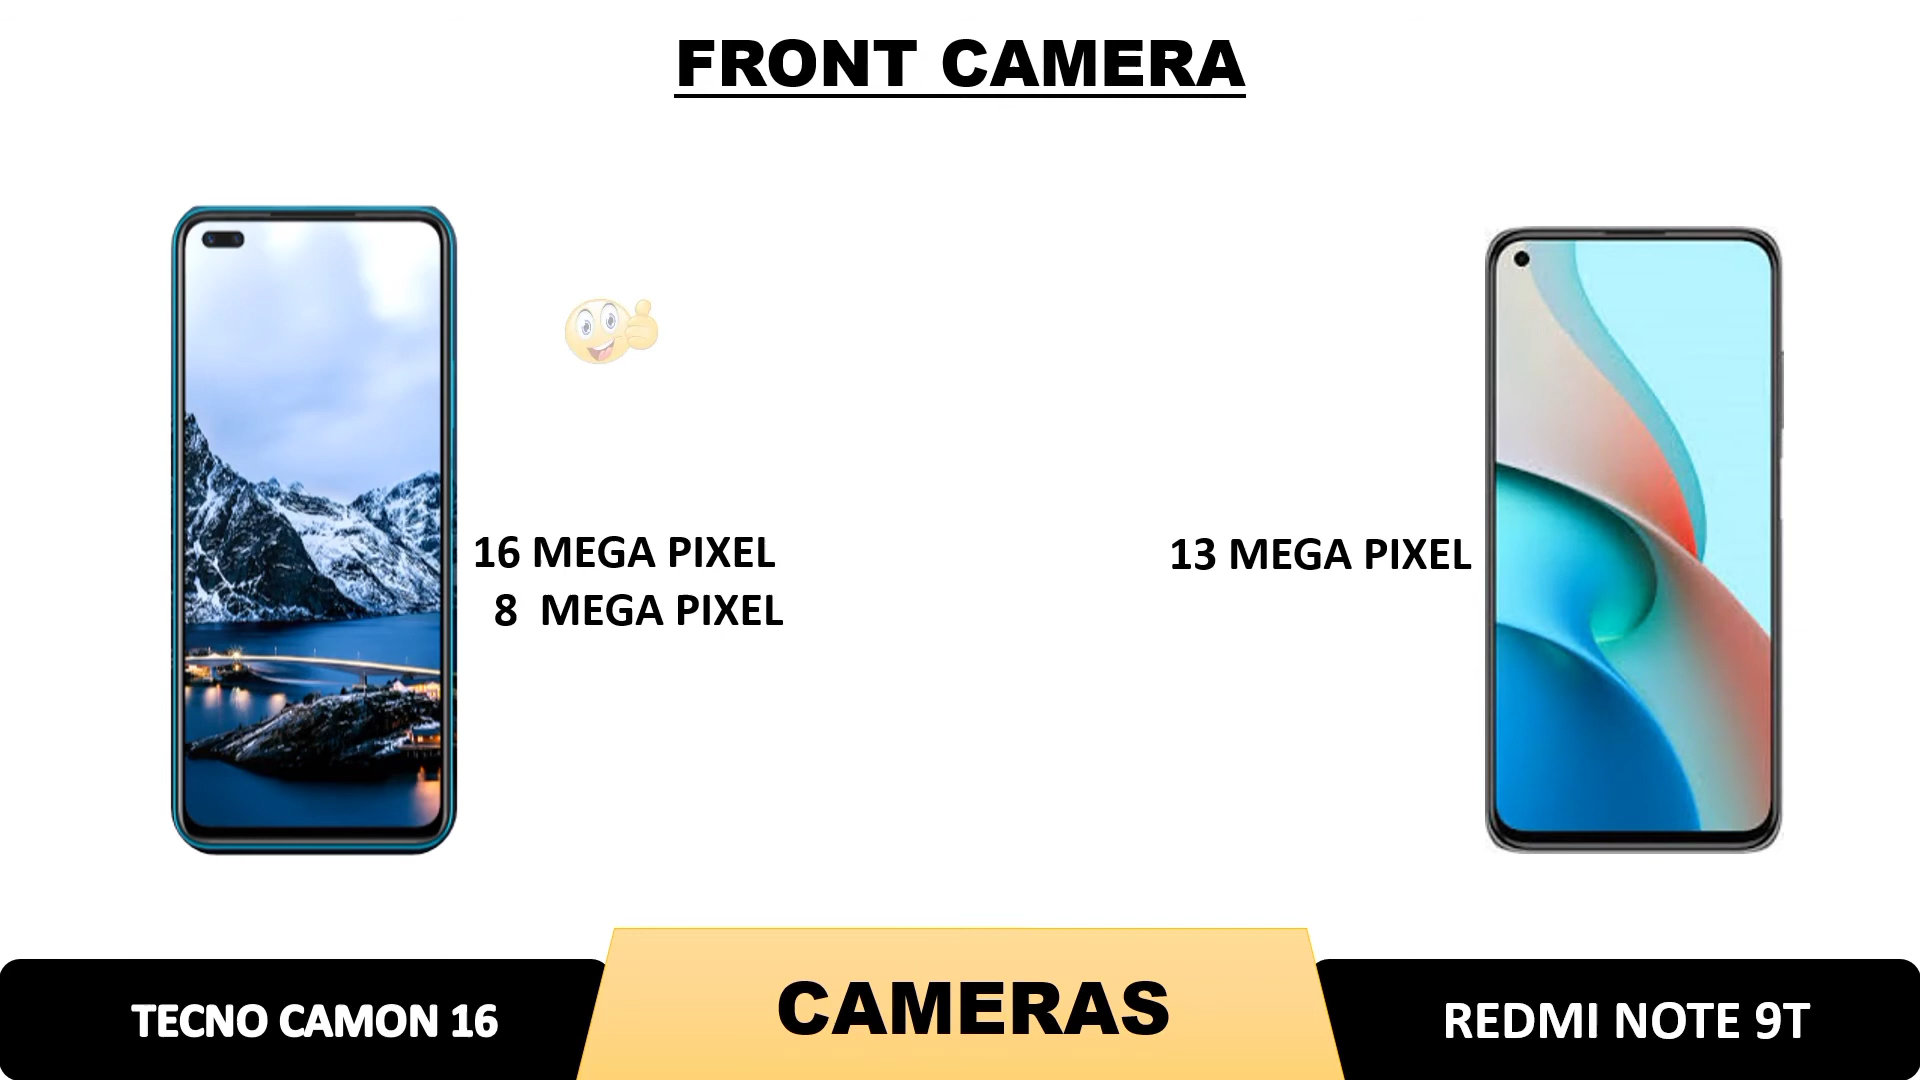 FRONT CAMERA
16 MEGA PIXEL
8 MEGA PIXEL
13 MEGA PIXEL
TECNO CAMON 16
CAMERAS
REDMI NOTE 9T